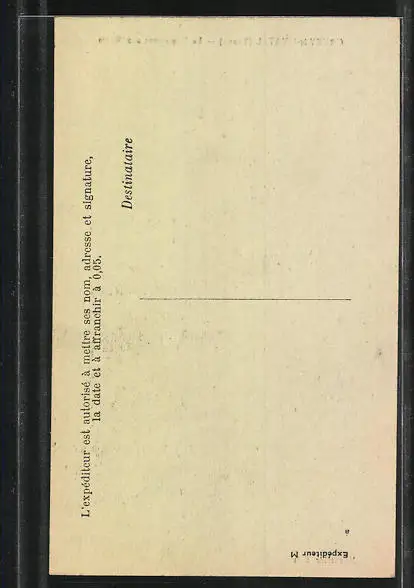 L'expéditeur est autorisé à mettre ses nom, adresse et signature,
la date et à affranchir à 0,05.
Destinataire
Expéditeur M
à